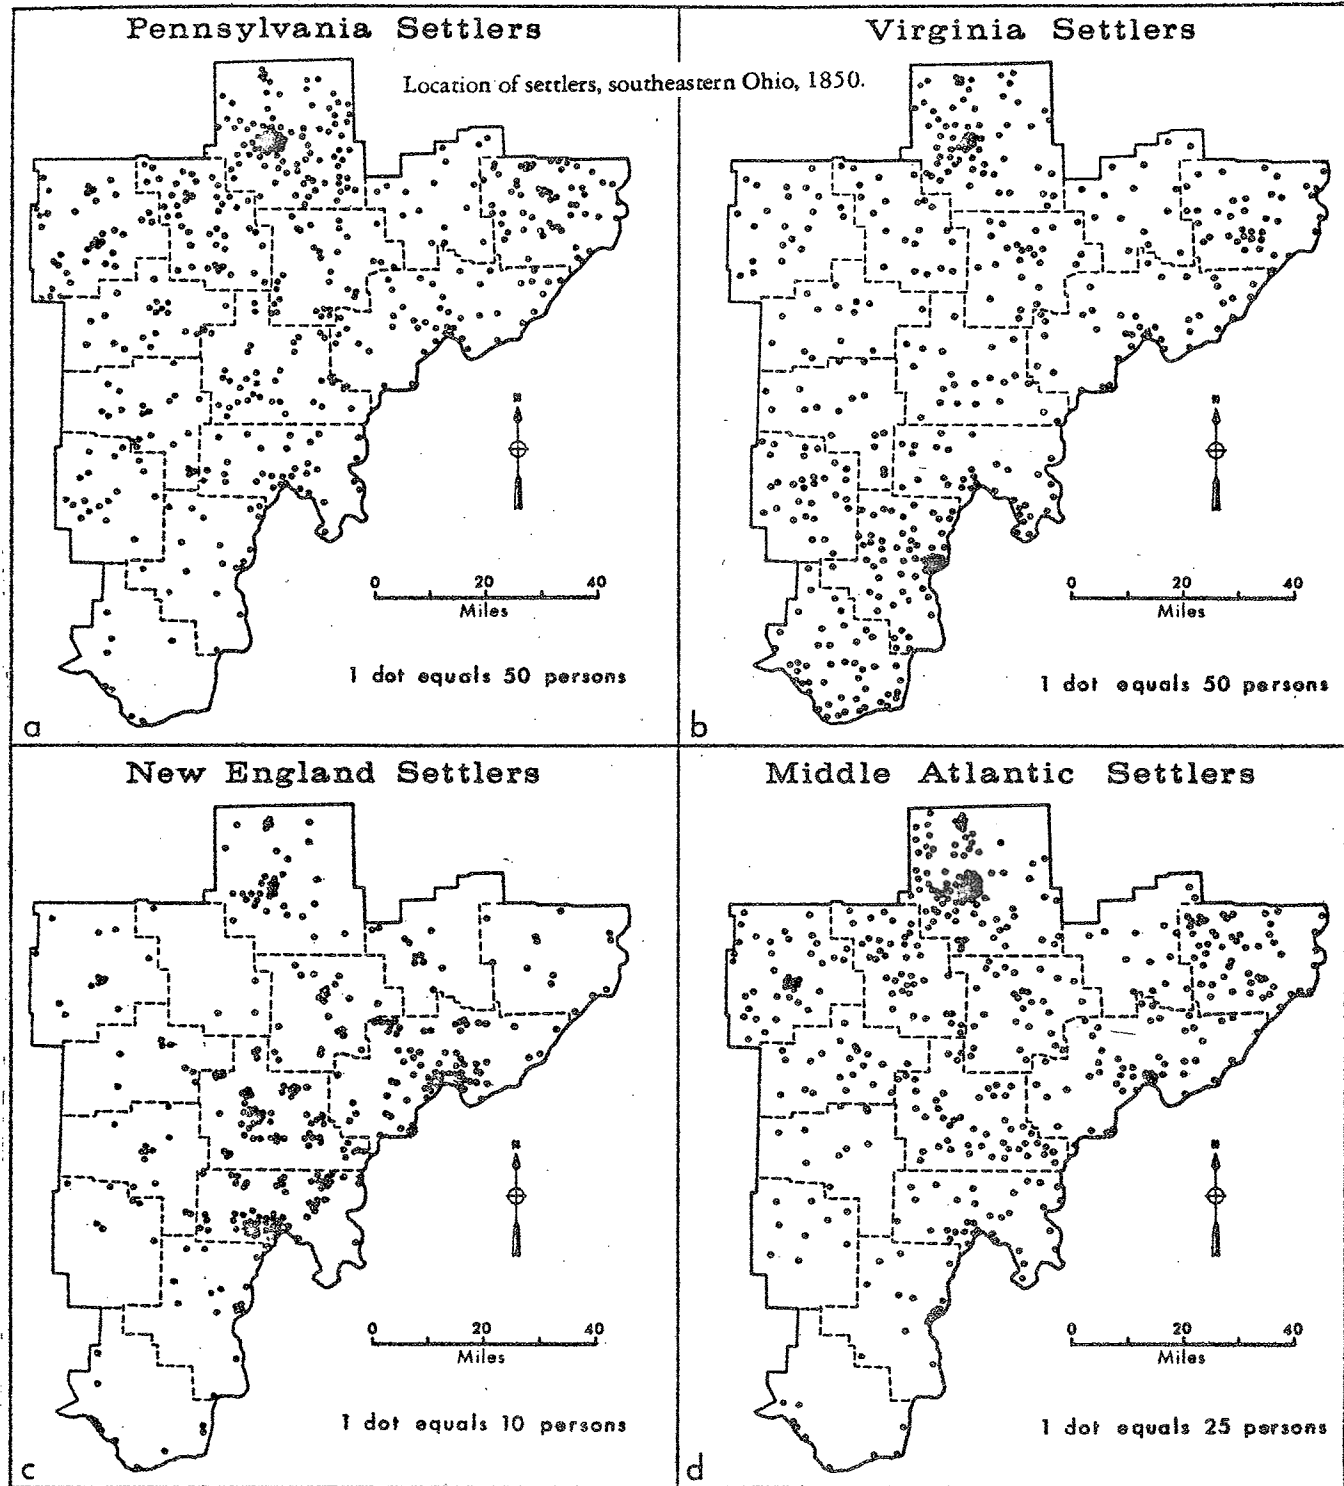 Pennsylvania Settlers
Virginia Settlers
Location of settlers, southeastern Ohio, 1850.
N
0 20 40
Miles
1 dot equals 50 persons
a
N
0 20 40
Miles
1 dot equals 50 persons
b
New England Settlers
Middle Atlantic Settlers
N
0 20 40
Miles
1 dot equals 10 persons
c
N
0 20 40
Miles
1 dot equals 25 persons
d